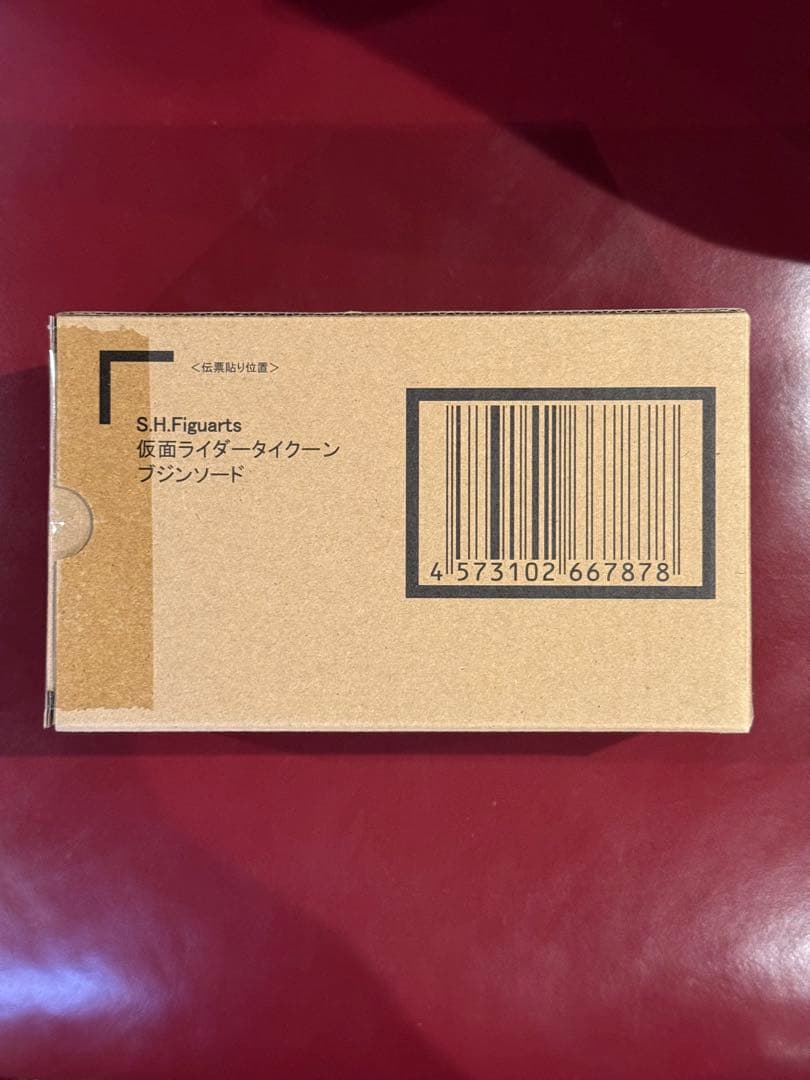 <伝票貼り位置>
S.H.Figuarts
仮面ライダータイクーン
ブジンソード
4 573102 667878